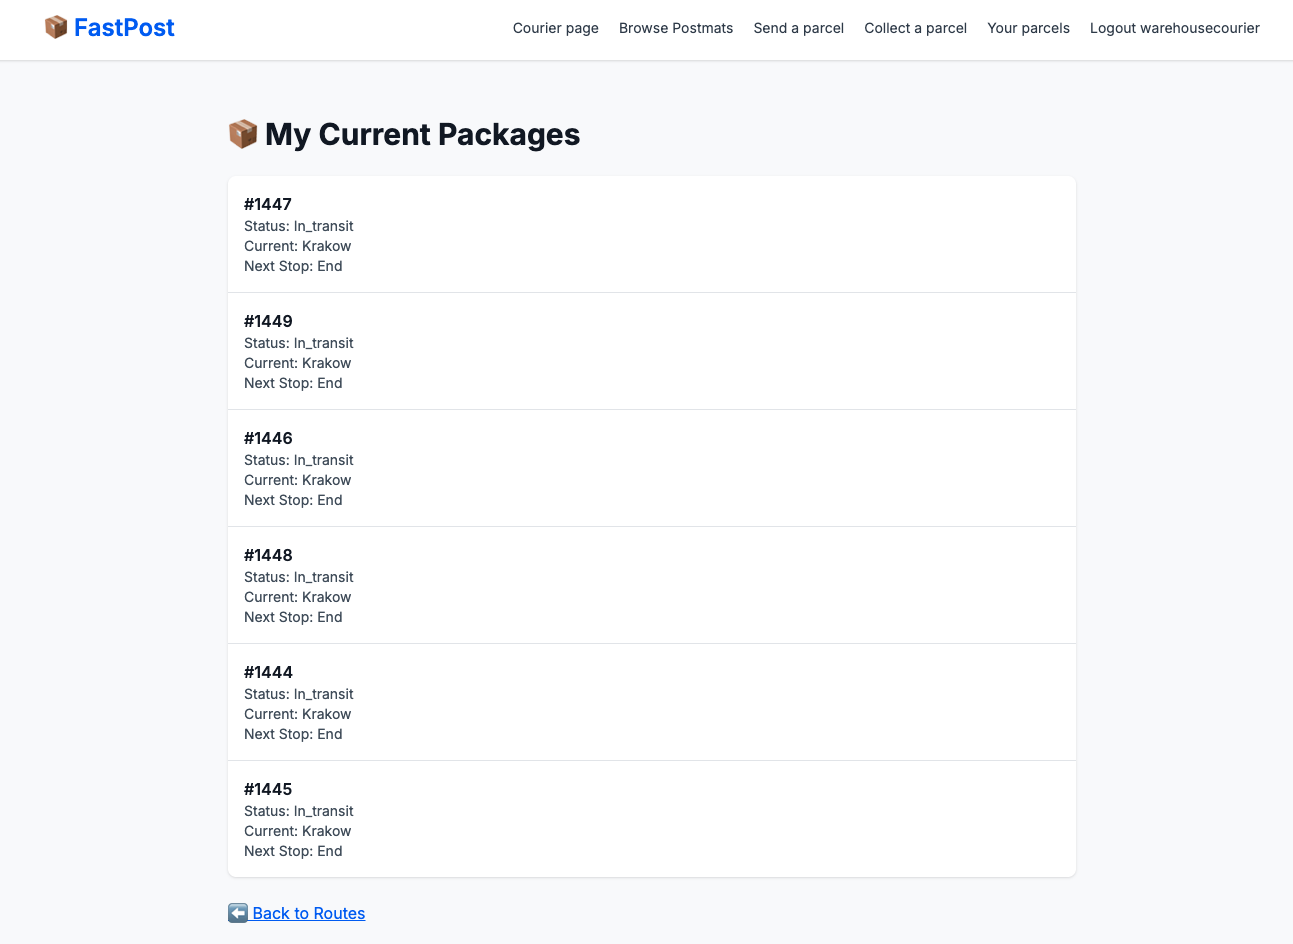 FastPost
Courier page Browse Postmats Send a parcel Collect a parcel Your parcels Logout warehousecourier
My Current Packages
#1447
Status: In_transit
Current: Krakow
Next Stop: End
#1449
Status: In_transit
Current: Krakow
Next Stop: End
#1446
Status: In_transit
Current: Krakow
Next Stop: End
#1448
Status: In_transit
Current: Krakow
Next Stop: End
#1444
Status: In_transit
Current: Krakow
Next Stop: End
#1445
Status: In_transit
Current: Krakow
Next Stop: End
Back to Routes